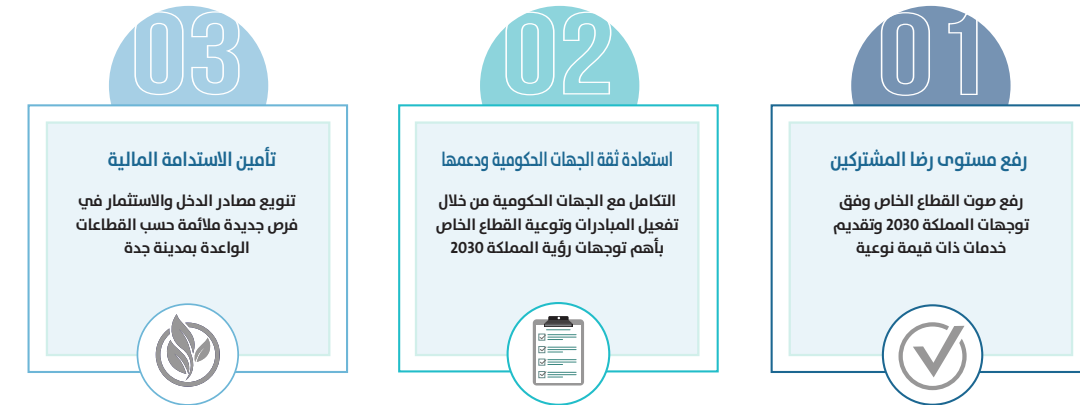 01
رفع مستوى رضا المشتركين
رفع صوت القطاع الخاص وفق
توجهات المملكة 2030 وتقديم
خدمات ذات قيمة نوعية
02
استعادة ثقة الجهات الحكومية ودعمها
التكامل مع الجهات الحكومية من خلال
تفعيل المبادرات وتوعية القطاع الخاص
بأهم توجهات رؤية المملكة 2030
03
تأمين الاستدامة المالية
تنويع مصادر الدخل والاستثمار في
فرص جديدة ملائمة حسب القطاعات
الواعدة بمدينة جدة